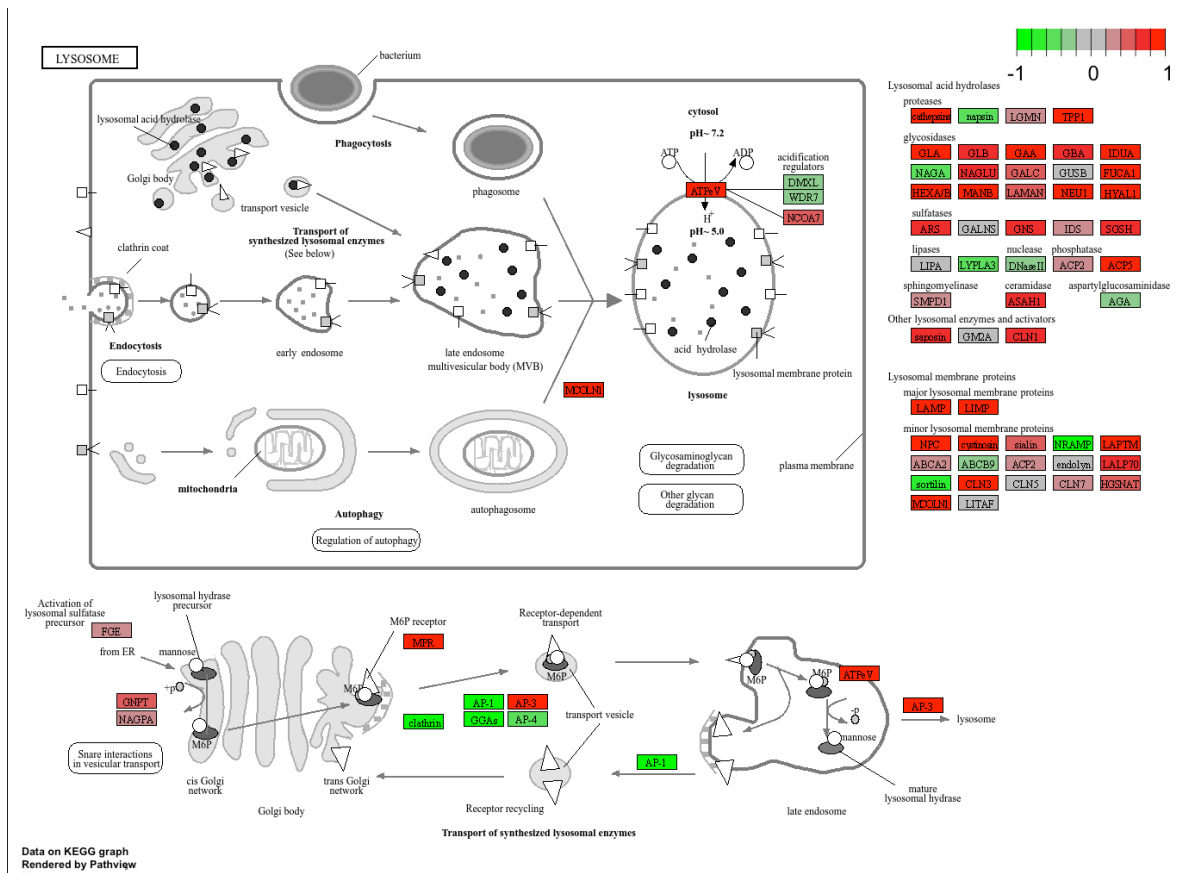 LYSOSOME
bacterium
-1
0
1
lysosomal acid hydrolase
Golgi body
transport vesicle
Phagocytosis
phagosome
cytosol
pH~ 7.2
ATP
ADP
ATPeV
H+
pH~ 5.0
acidification
regulators
DMXL
WDR7
NCOA7
Transport of
synthesized lysosomal enzymes
(See below)
clathrin coat
Endocytosis
Endocytosis
early endosome
late endosome
multivesicular body (MVB)
acid hydrolase
lysosomal membrane protein
lysosome
MCOLN1
mitochondria
Autophagy
Regulation of autophagy
autophagosome
Glycosaminoglycan
degradation
Other glycan
degradation
plasma membrane
Lysosomal acid hydrolases
proteases
cathepsins napsin LGMN TPP1
glycosidases
GLA GLB GAA GBA IDUA
NAGA NAGLU GALC GUSB FUCA1
HEXA/B MANB LAMAN NEU1 HYAL1
sulfatases
ARS GALNS GNS IDS SGSH
lipases nuclease phosphatase
LIPA LYPLA3 DNaseII ACP2 ACP5
sphingomyelinase ceramidase aspartylglucosaminidase
SMPD1 ASAH1 AGA
Other lysosomal enzymes and activators
saposin GM2A CLN1
Lysosomal membrane proteins
major lysosomal membrane proteins
LAMP LIMP
minor lysosomal membrane proteins
NPC cystinosin sialin NRAMP LAPTM
ABCA2 ABCB9 ACP2 endolyn LALP70
sortilin CLN3 CLN5 CLN7 HGSNAT
MCOLN1 LITAF
Activation of
lysosomal sulfatase
precursor
FGE
from ER
lysosomal hydrase
precursor
mannose
+p
GNPT
NAGPA
M6P
Snare interactions
in vesicular transport
cis Golgi
network
Golgi body
trans Golgi
network
M6P receptor
MPR
M6P
clathrin
AP-1 AP-3
GGAs AP-4
Receptor-dependent
transport
M6P
transport vesicle
Receptor recycling
AP-1
M6P
M6P
ATPeV
-p
mannose
AP-3
lysosome
mature
lysosomal hydrase
late endosome
Transport of synthesized lysosomal enzymes
Data on KEGG graph
Rendered by Pathview